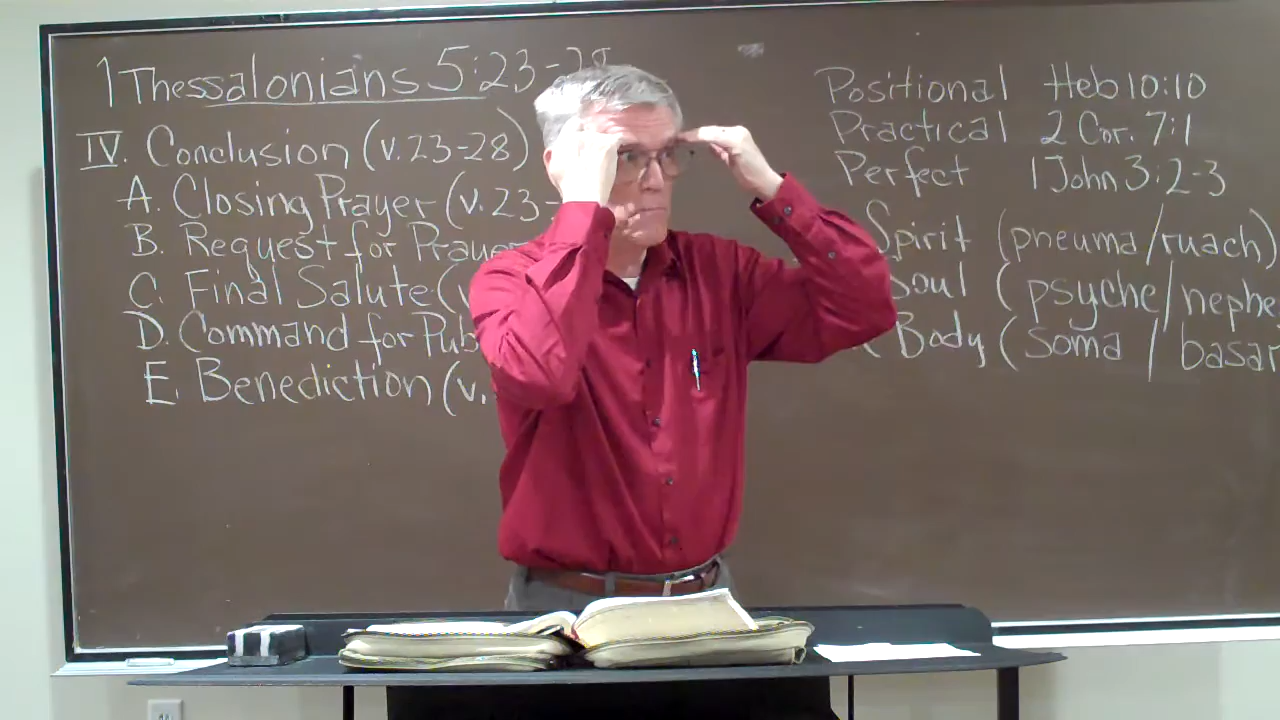 1 Thessalonians 5:23-28
IV. Conclusion (v.23-28)
A. Closing Prayer (v.23-
B. Request for Prayer
C. Final Salute (v
D. Command for Pub
E. Benediction (v.
Positional Heb 10:10
Practical 2 Cor. 7:1
Perfect 1 John 3:2-3
Spirit (pneuma/ruach)
Soul (psyche/nephe
Body (soma / basar